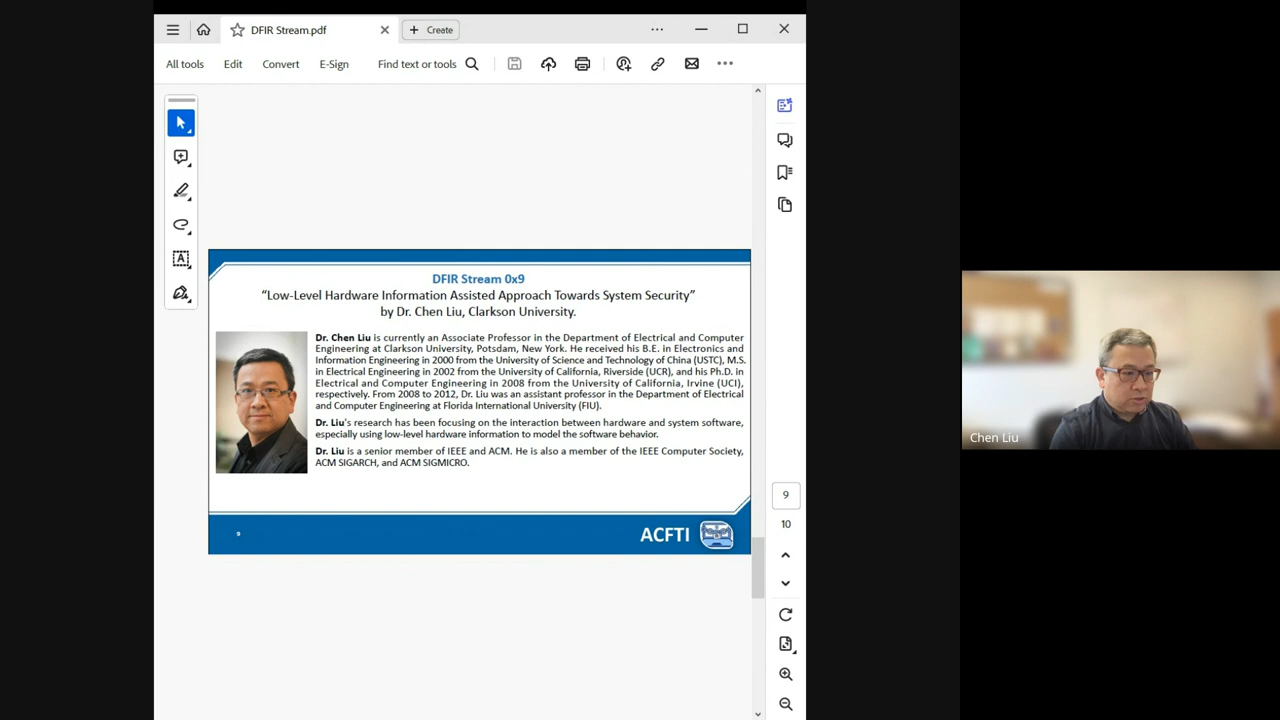 DFIR Stream.pdf
Create
All tools
Edit
Convert
E-Sign
Find text or tools
DFIR Stream 0x9
“Low-Level Hardware Information Assisted Approach Towards System Security”
by Dr. Chen Liu, Clarkson University.
Dr. Chen Liu is currently an Associate Professor in the Department of Electrical and Computer
Engineering at Clarkson University, Potsdam, New York. He received his B.E. in Electronics and
Information Engineering in 2000 from the University of Science and Technology of China (USTC), M.S.
in Electrical Engineering in 2002 from the University of California, Riverside (UCR), and his Ph.D. in
Electrical and Computer Engineering in 2008 from the University of California, Irvine (UCI),
respectively. From 2008 to 2012, Dr. Liu was an assistant professor in the Department of Electrical
and Computer Engineering at Florida International University (FIU).
Dr. Liu's research has been focusing on the interaction between hardware and system software,
especially using low-level hardware information to model the software behavior.
Dr. Liu is a senior member of IEEE and ACM. He is also a member of the IEEE Computer Society,
ACM SIGARCH, and ACM SIGMICRO.
9
ACFTI
9
10
Chen Liu